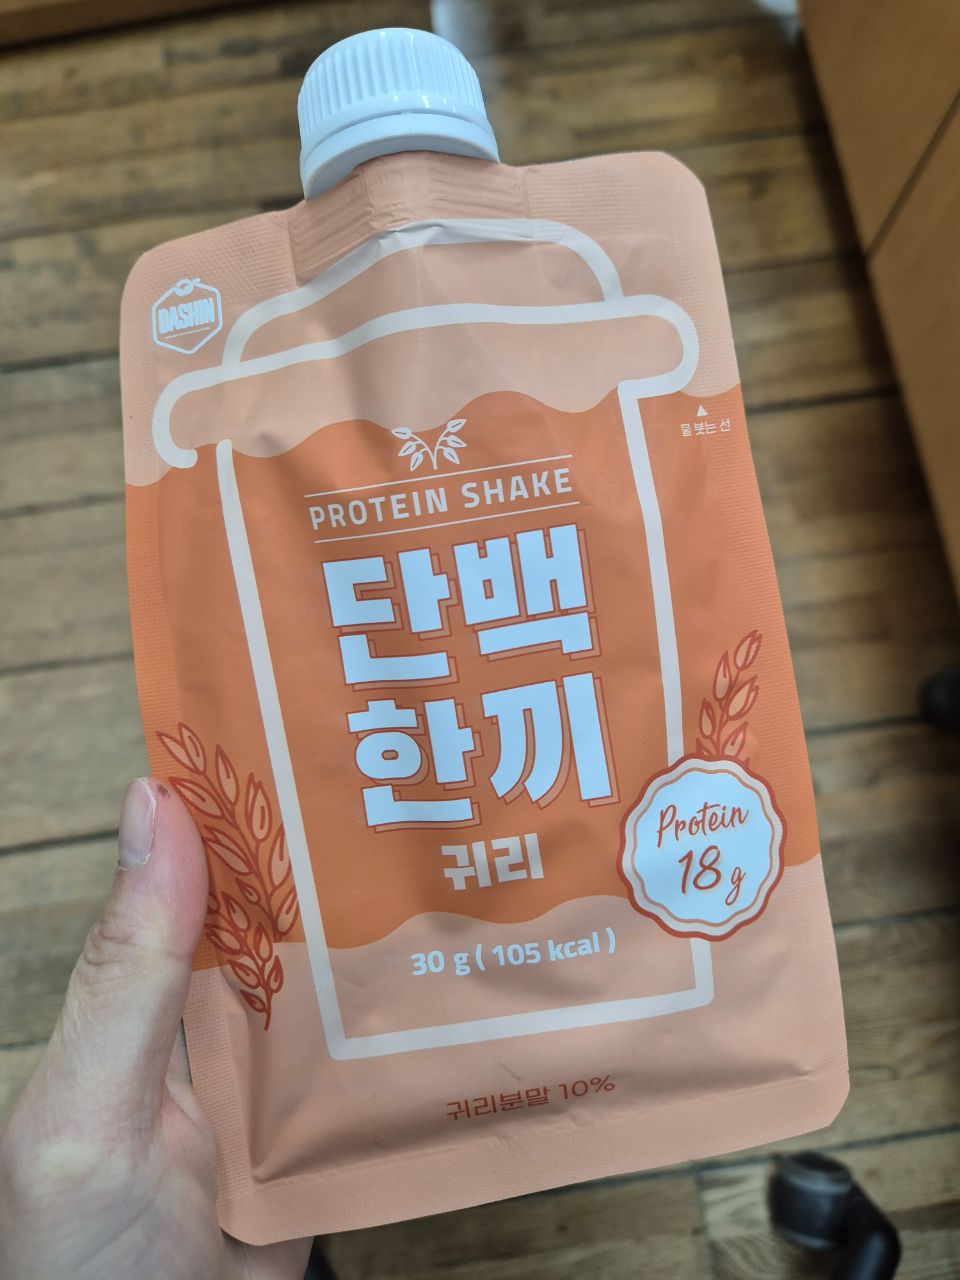 DASHIN
물 붓는 선
PROTEIN SHAKE
단백
한끼
귀리
Protein
18 g
30 g ( 105 kcal )
귀리분말 10%